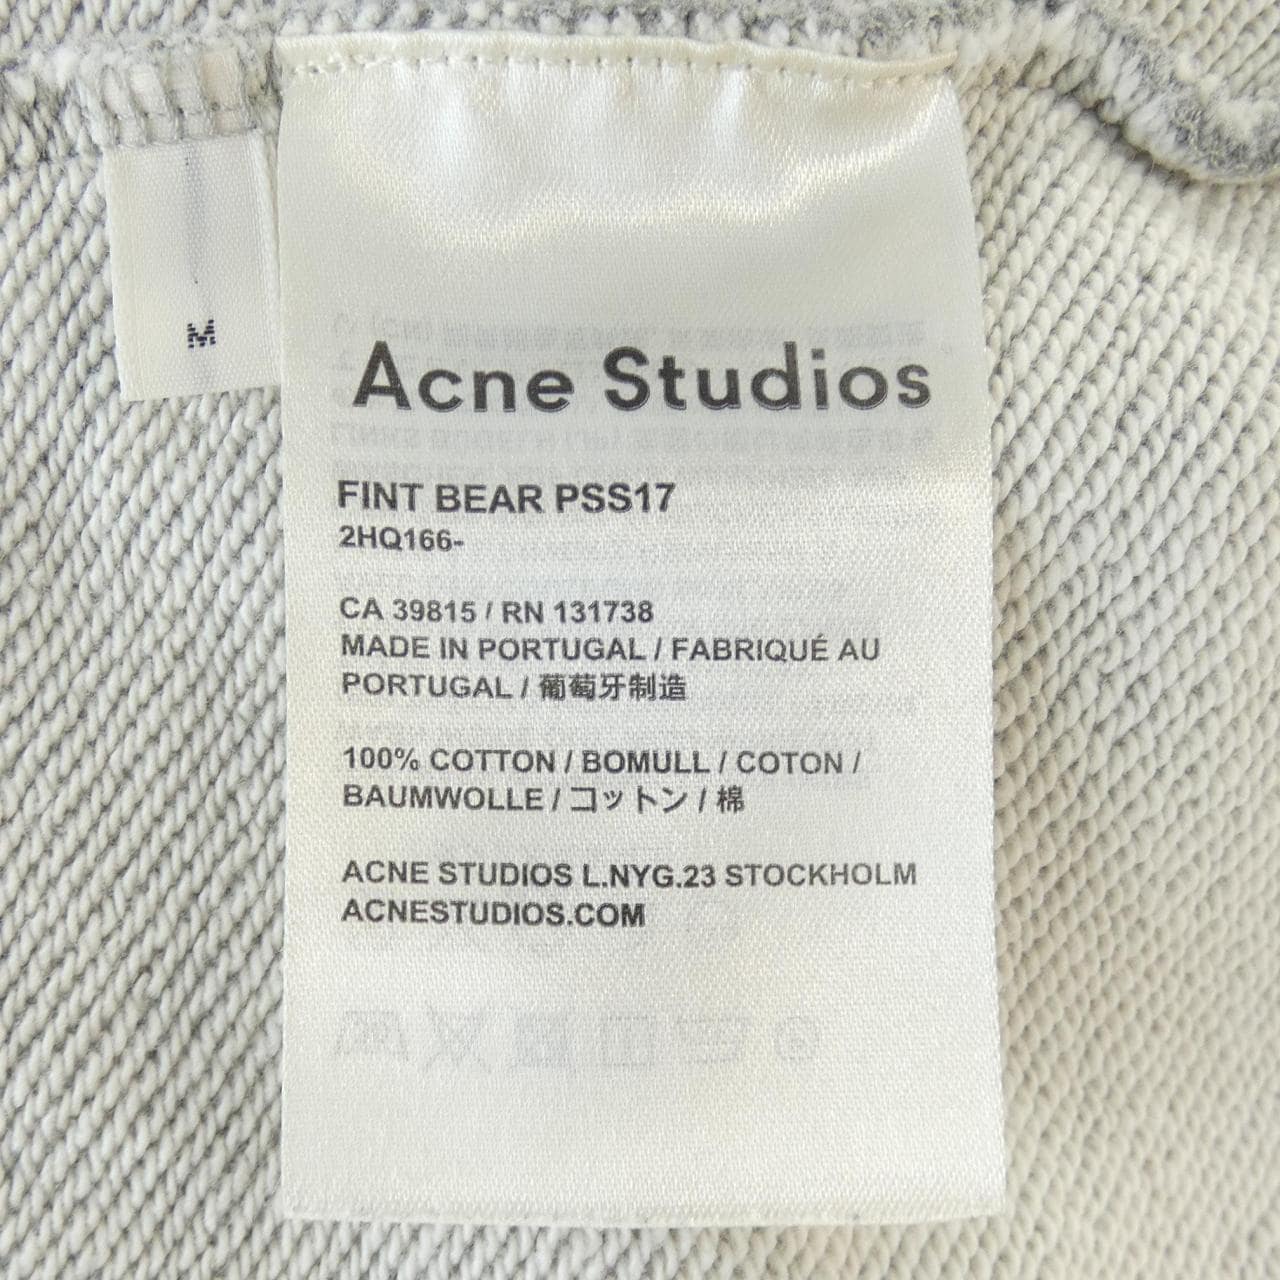 M
Acne Studios
FINT BEAR PSS17
2HQ166-
CA 39815 / RN 131738
MADE IN PORTUGAL / FABRIQUÉ AU
PORTUGAL / 葡萄牙制造
100% COTTON / BOMULL / COTON /
BAUMWOLLE / コットン / 棉
ACNE STUDIOS L.NYG.23 STOCKHOLM
ACNESTUDIOS.COM